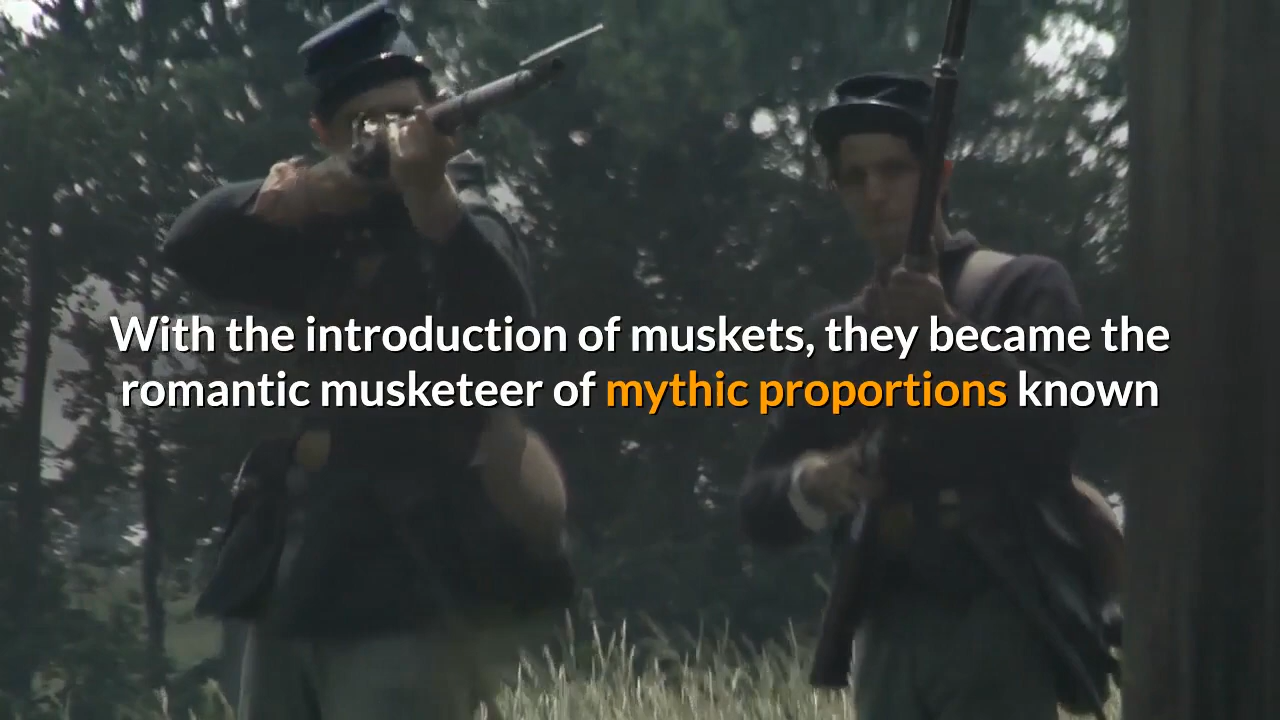 With the introduction of muskets, they became the
romantic musketeer of mythic proportions known